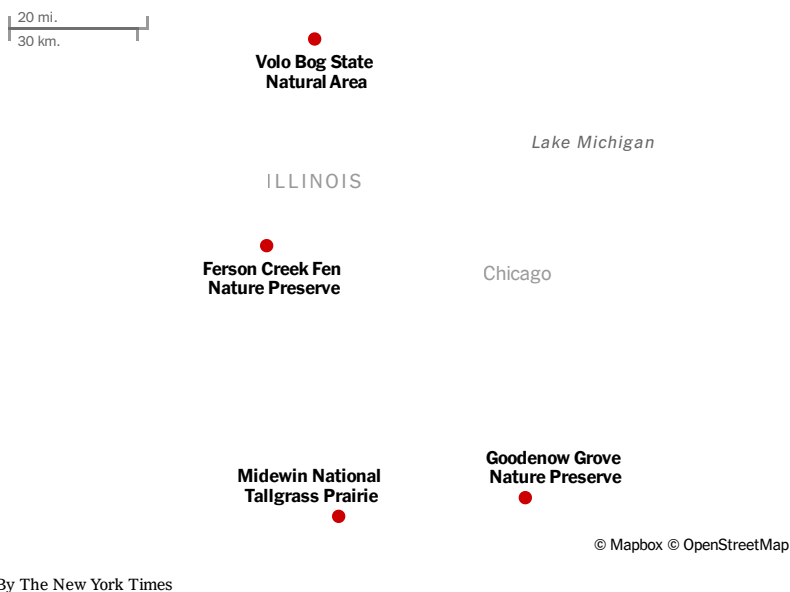 20 mi.
30 km.
Volo Bog State
Natural Area
Lake Michigan
ILLINOIS
Ferson Creek Fen
Nature Preserve
Chicago
Goodenow Grove
Nature Preserve
Midewin National
Tallgrass Prairie
© Mapbox © OpenStreetMap
By The New York Times